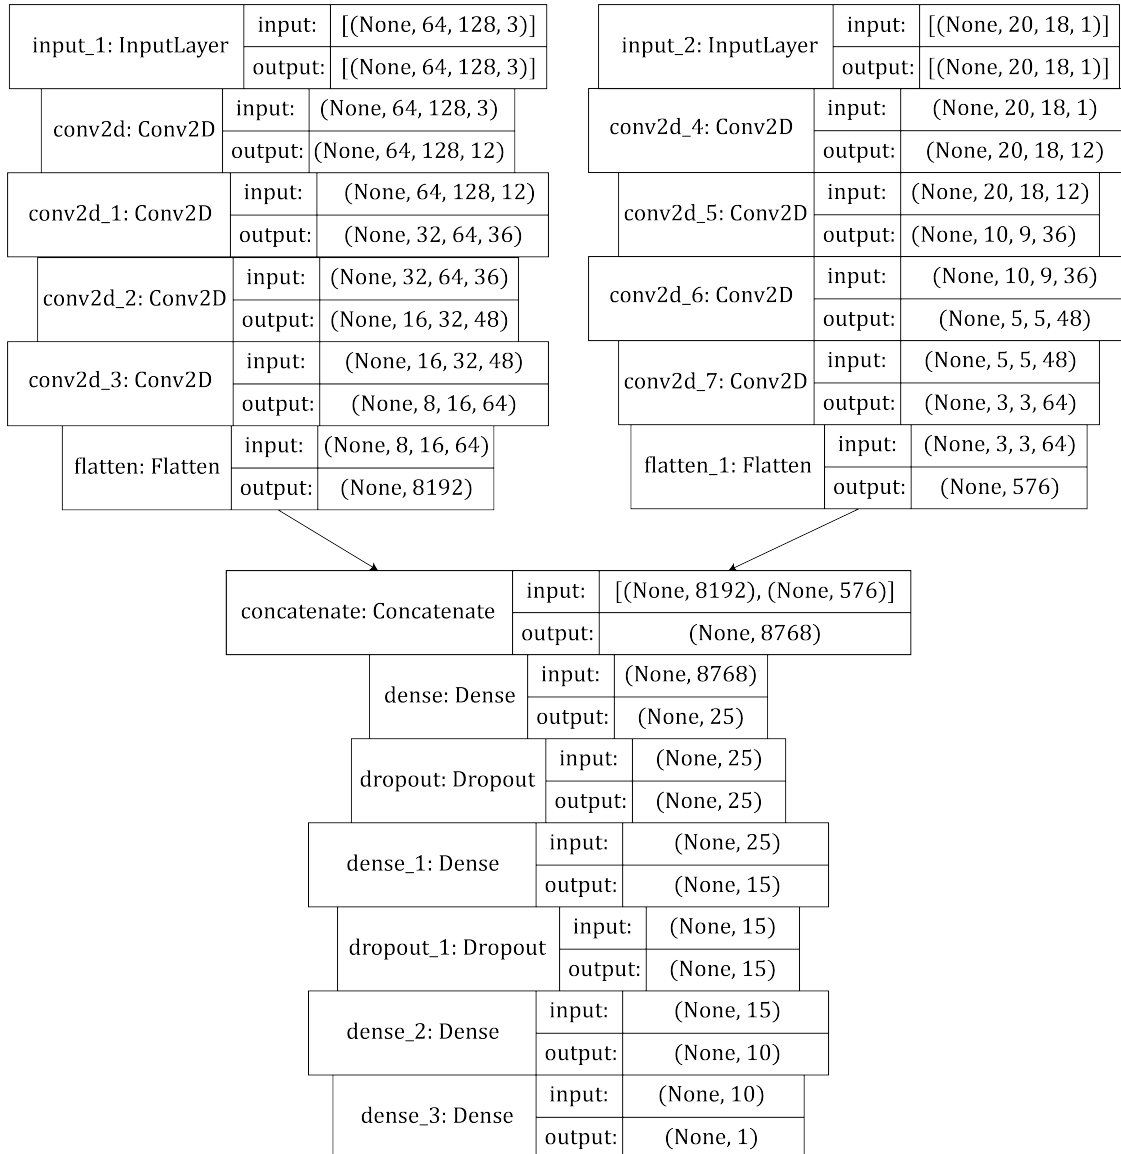 input_1: InputLayer
input: [(None, 64, 128, 3)]
output: [(None, 64, 128, 3)]
conv2d: Conv2D
input: (None, 64, 128, 3)
output: (None, 64, 128, 12)
conv2d_1: Conv2D
input: (None, 64, 128, 12)
output: (None, 32, 64, 36)
conv2d_2: Conv2D
input: (None, 32, 64, 36)
output: (None, 16, 32, 48)
conv2d_3: Conv2D
input: (None, 16, 32, 48)
output: (None, 8, 16, 64)
flatten: Flatten
input: (None, 8, 16, 64)
output: (None, 8192)
input_2: InputLayer
input: [(None, 20, 18, 1)]
output: [(None, 20, 18, 1)]
conv2d_4: Conv2D
input: (None, 20, 18, 1)
output: (None, 20, 18, 12)
conv2d_5: Conv2D
input: (None, 20, 18, 12)
output: (None, 10, 9, 36)
conv2d_6: Conv2D
input: (None, 10, 9, 36)
output: (None, 5, 5, 48)
conv2d_7: Conv2D
input: (None, 5, 5, 48)
output: (None, 3, 3, 64)
flatten_1: Flatten
input: (None, 3, 3, 64)
output: (None, 576)
concatenate: Concatenate
input: [(None, 8192), (None, 576)]
output: (None, 8768)
dense: Dense
input: (None, 8768)
output: (None, 25)
dropout: Dropout
input: (None, 25)
output: (None, 25)
dense_1: Dense
input: (None, 25)
output: (None, 15)
dropout_1: Dropout
input: (None, 15)
output: (None, 15)
dense_2: Dense
input: (None, 15)
output: (None, 10)
dense_3: Dense
input: (None, 10)
output: (None, 1)